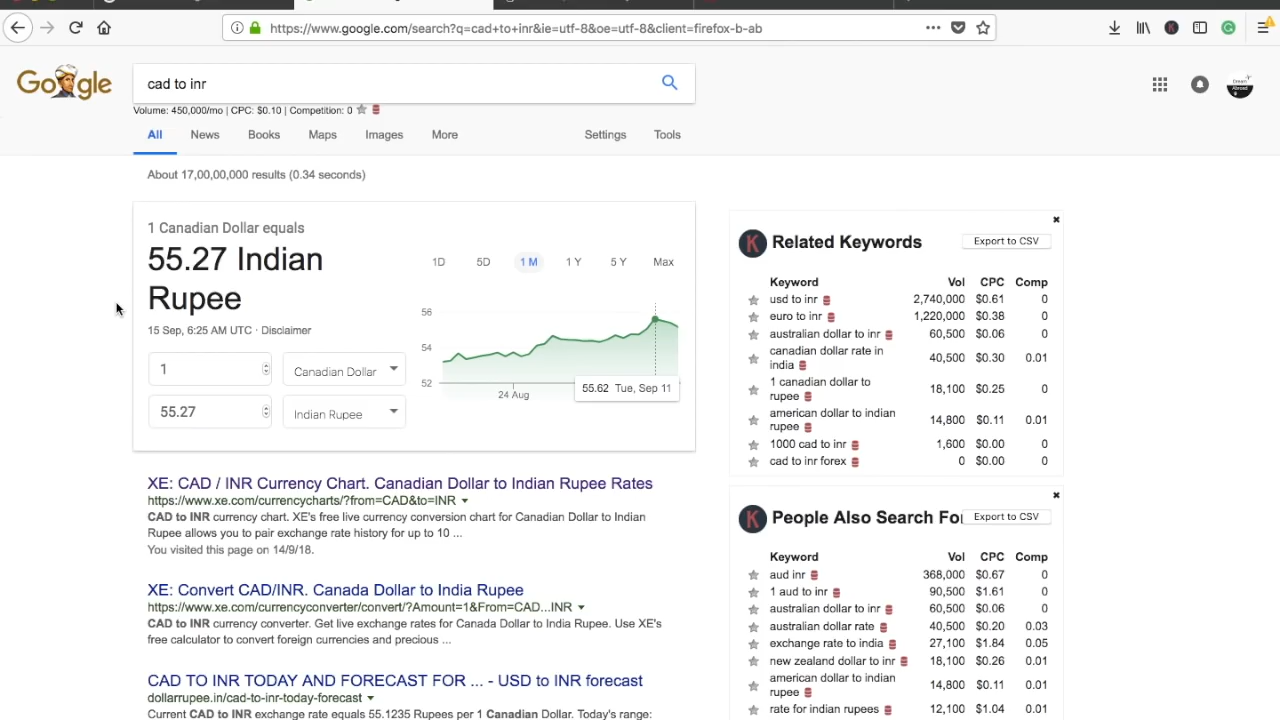 https://www.google.com/search?q=cad+to+inr&ie=utf-8&oe=utf-8&client=firefox-b-ab
Google
cad to inr
Volume: 450,000/mo | CPC: $0.10 | Competition: 0
All News Books Maps Images More Settings Tools
About 17,00,00,000 results (0.34 seconds)
1 Canadian Dollar equals
55.27 Indian
Rupee
15 Sep, 6:25 AM UTC · Disclaimer
1 Canadian Dollar
55.27 Indian Rupee
1D 5D 1 M 1 Y 5 Y Max
56
54
52
24 Aug
55.62 Tue, Sep 11
XE: CAD / INR Currency Chart. Canadian Dollar to Indian Rupee Rates
https://www.xe.com/currencycharts/?from=CAD&to=INR
CAD to INR currency chart. XE's free live currency conversion chart for Canadian Dollar to Indian
Rupee allows you to pair exchange rate history for up to 10 ...
You visited this page on 14/9/18.
XE: Convert CAD/INR. Canada Dollar to India Rupee
https://www.xe.com/currencyconverter/convert/?Amount=1&From=CAD...INR
CAD to INR currency converter. Get live exchange rates for Canada Dollar to India Rupee. Use XE's
free calculator to convert foreign currencies and precious ...
CAD TO INR TODAY AND FORECAST FOR ... - USD to INR forecast
dollarrupee.in/cad-to-inr-today-forecast
Current CAD to INR exchange rate equals 55.1235 Rupees per 1 Canadian Dollar. Today's range:
K Related Keywords Export to CSV
Keyword Vol CPC Comp
usd to inr 2,740,000 $0.61 0
euro to inr 1,220,000 $0.38 0
australian dollar to inr 60,500 $0.06 0
canadian dollar rate in
india 40,500 $0.30 0.01
1 canadian dollar to
rupee 18,100 $0.25 0
american dollar to indian
rupee 14,800 $0.11 0.01
1000 cad to inr 1,600 $0.00 0
cad to inr forex 0 $0.00 0
K People Also Search For Export to CSV
Keyword Vol CPC Comp
aud inr 368,000 $0.67 0
1 aud to inr 90,500 $1.61 0
australian dollar to inr 60,500 $0.06 0
australian dollar rate 40,500 $0.20 0.03
exchange rate to india 27,100 $1.84 0.05
new zealand dollar to inr 18,100 $0.26 0.01
american dollar to indian
rupee 14,800 $0.11 0.01
rate for indian rupees 12,100 $1.04 0.01